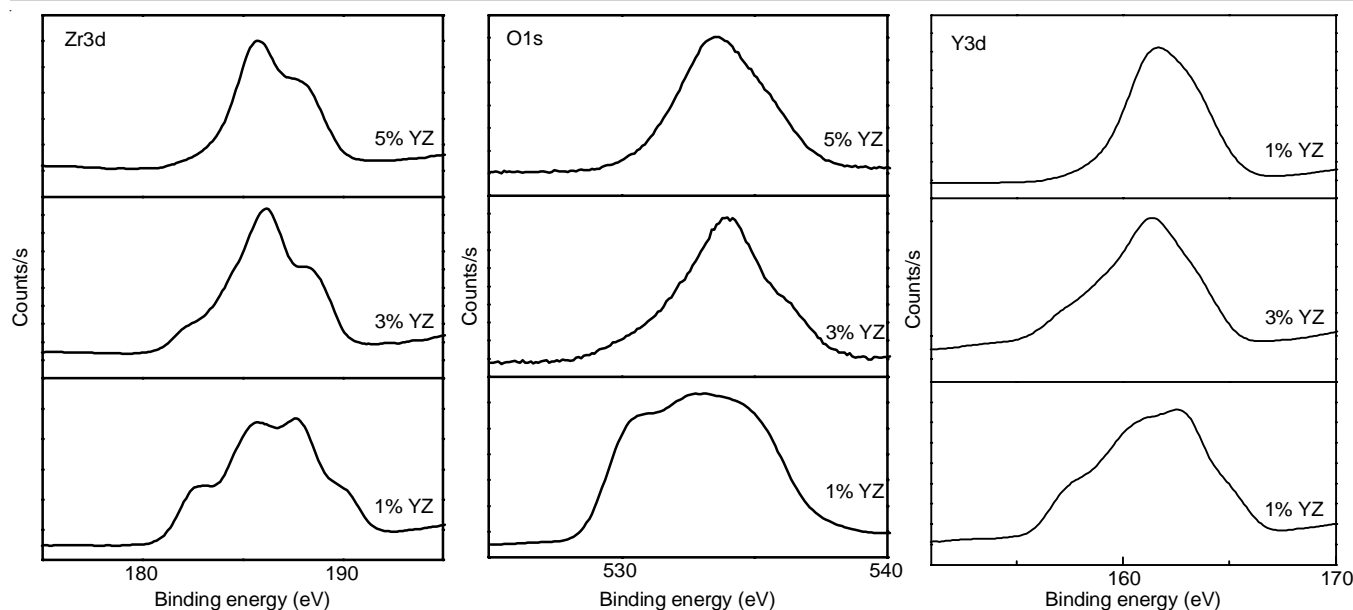 Zr3d
5% YZ
3% YZ
1% YZ
Counts/s
180 190
Binding energy (eV)
O1s
5% YZ
3% YZ
1% YZ
Counts/s
530 540
Binding energy (eV)
Y3d
1% YZ
3% YZ
1% YZ
Counts/s
160 170
Binding energy (eV)